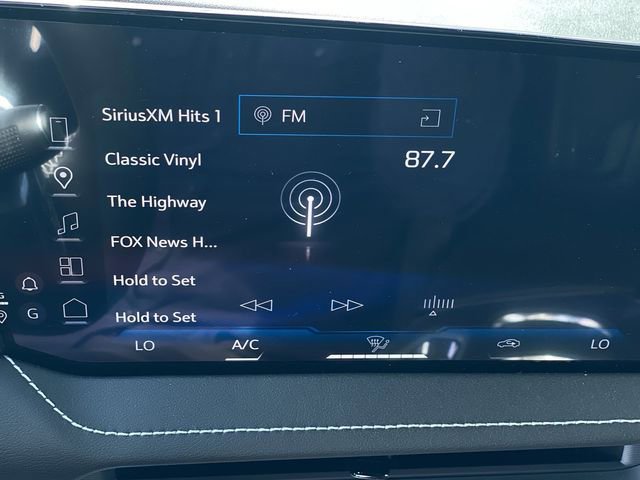 SiriusXM Hits 1
FM
Classic Vinyl
87.7
The Highway
FOX News H...
Hold to Set
G
Hold to Set
LO
A/C
LO